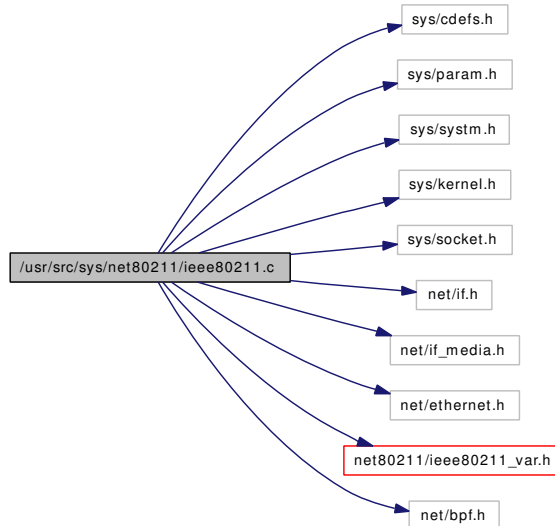 sys/cdefs.h
sys/param.h
sys/systm.h
sys/kernel.h
sys/socket.h
/usr/src/sys/net80211/ieee80211.c
net/if.h
net/if_media.h
net/ethernet.h
net80211/ieee80211_var.h
net/bpf.h